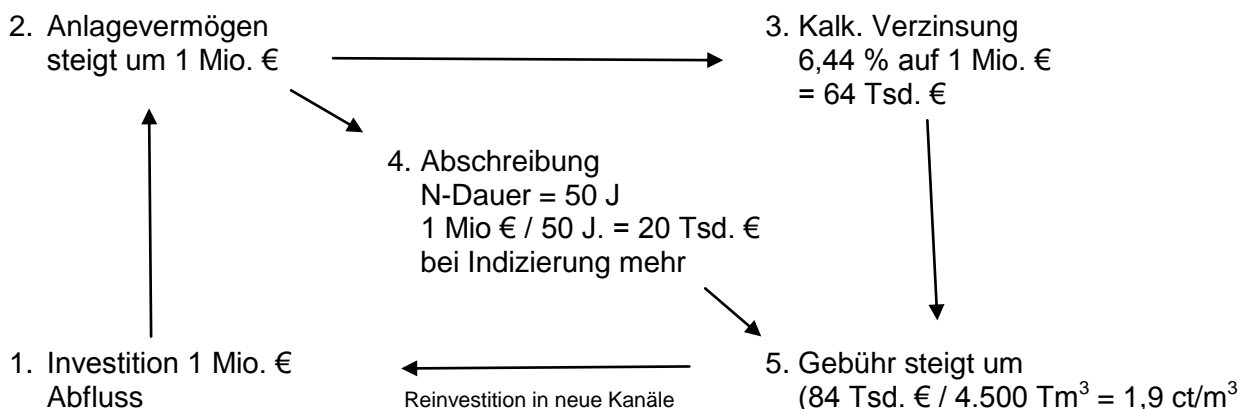 2. Anlagevermögen
steigt um 1 Mio. €
3. Kalk. Verzinsung
6,44 % auf 1 Mio. €
= 64 Tsd. €
4. Abschreibung
N-Dauer = 50 J
1 Mio € / 50 J. = 20 Tsd. €
bei Indizierung mehr
1. Investition 1 Mio. €
Abfluss
Reinvestition in neue Kanäle
5. Gebühr steigt um
(84 Tsd. € / 4.500 Tm³ = 1,9 ct/m³